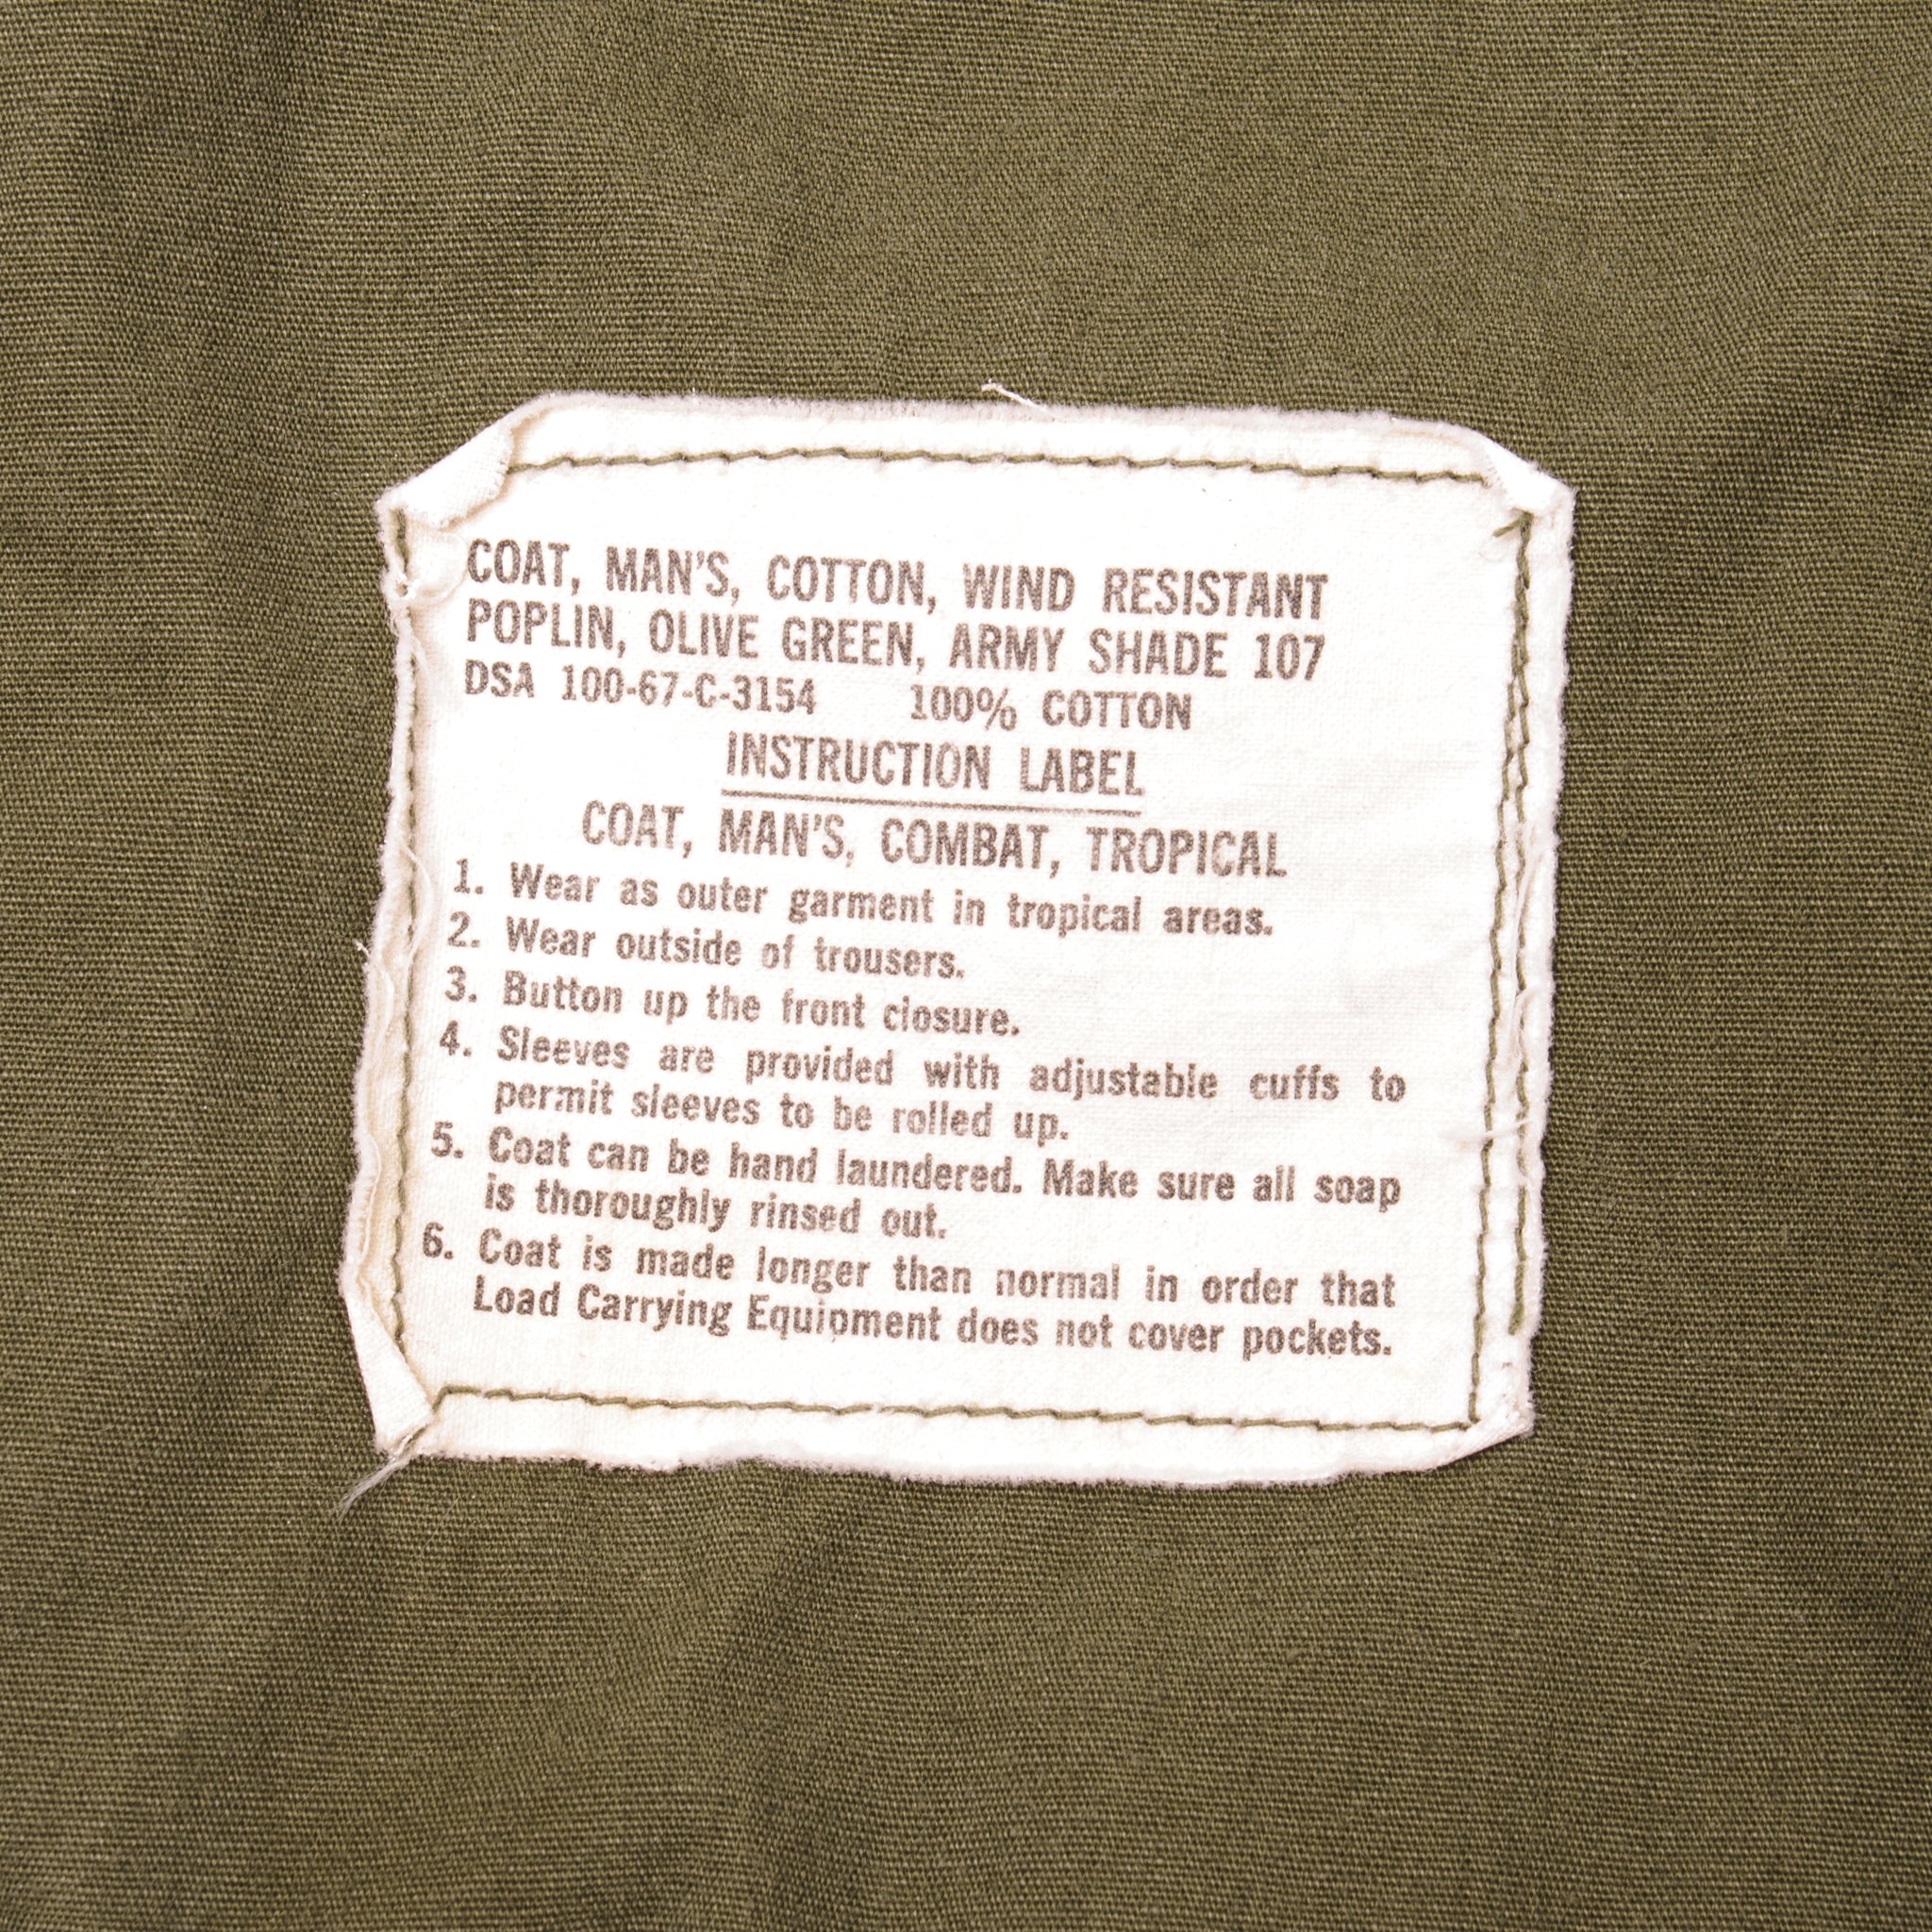 COAT, MAN'S, COTTON, WIND RESISTANT
POPLIN, OLIVE GREEN, ARMY SHADE 107
DSA 100-67-C-3154 100% COTTON
INSTRUCTION LABEL
COAT, MAN'S, COMBAT, TROPICAL
1. Wear as outer garment in tropical areas.
2. Wear outside of trousers.
3. Button up the front closure.
4. Sleeves are provided with adjustable cuffs to
permit sleeves to be rolled up.
5. Coat can be hand laundered. Make sure all soap
is thoroughly rinsed out.
6. Coat is made longer than normal in order that
Load Carrying Equipment does not cover pockets.